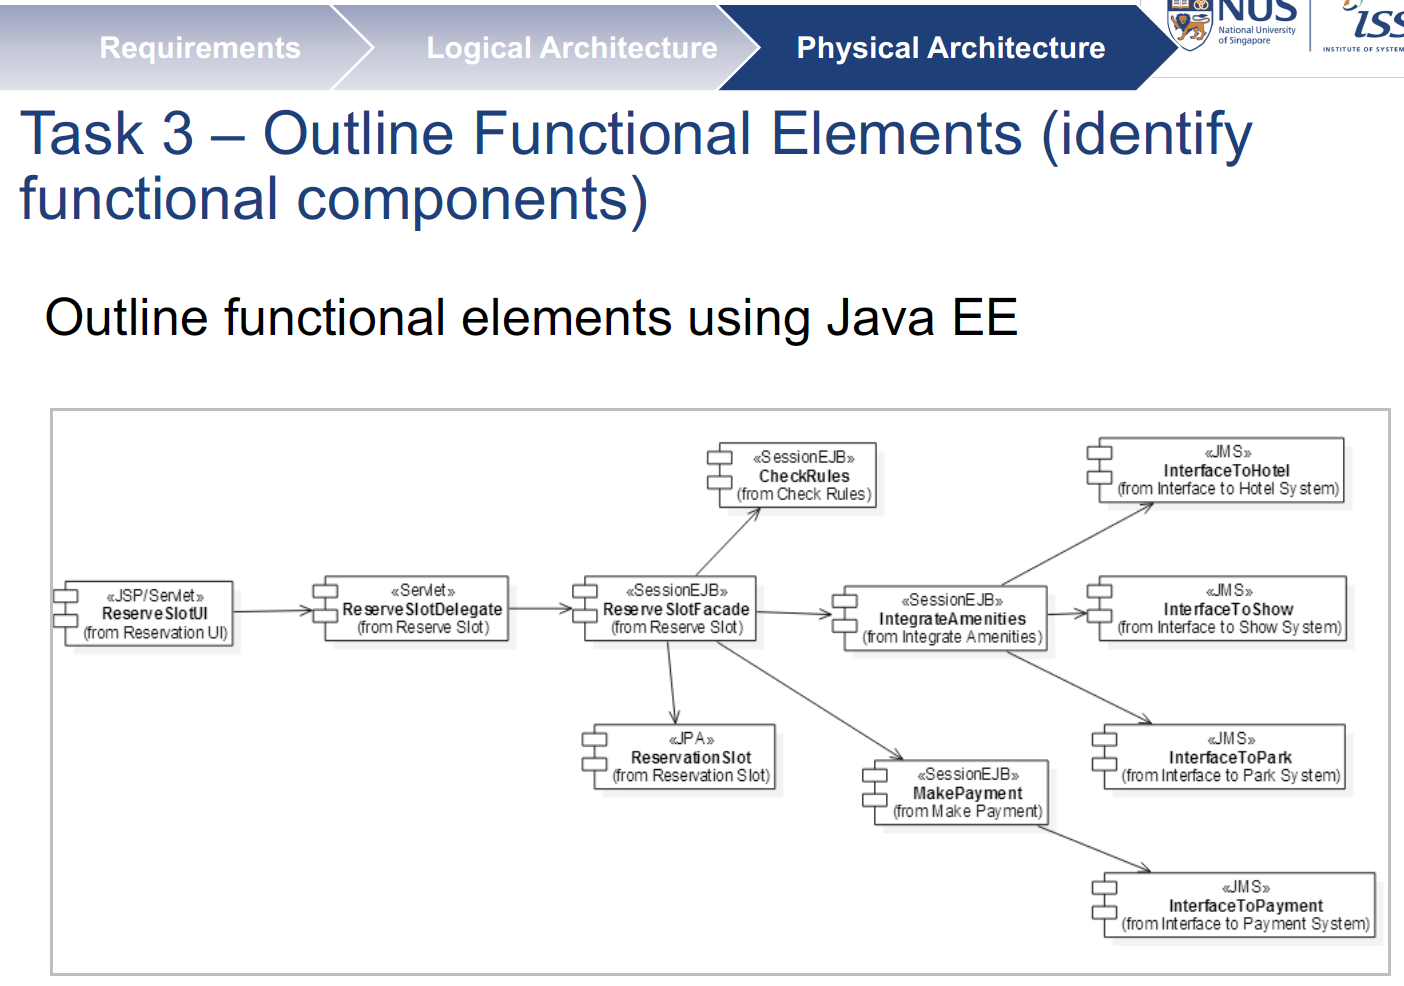 Requirements
Logical Architecture
Physical Architecture
NUS
National University
of Singapore
iss
INSTITUTE OF SYSTEM
Task 3 – Outline Functional Elements (identify
functional components)
Outline functional elements using Java EE
«SessionEJB»
CheckRules
(from Check Rules)
«JMS»
InterfaceToHotel
(from Interface to Hotel System)
«JSP/Servlet»
ReserveSlotUI
(from Reservation UI)
«Servlet»
ReserveSlotDelegate
(from Reserve Slot)
«SessionEJB»
ReserveSlotFacade
(from Reserve Slot)
«SessionEJB»
IntegrateAmenities
(from Integrate Amenities)
«JMS»
InterfaceToShow
(from Interface to Show System)
«JPA»
ReservationSlot
(from Reservation Slot)
«SessionEJB»
MakePayment
(from Make Payment)
«JMS»
InterfaceToPark
(from Interface to Park System)
«JMS»
InterfaceToPayment
(from Interface to Payment System)